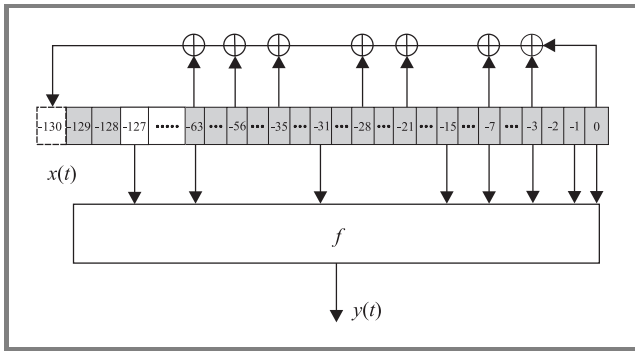 -130 -129 -128 -127 ••••• -63 ••• -56 ••• -35 ••• -31 ••• -28 ••• -21 ••• -15 ••• -7 ••• -3 -2 -1 0
x(t)
f
y(t)